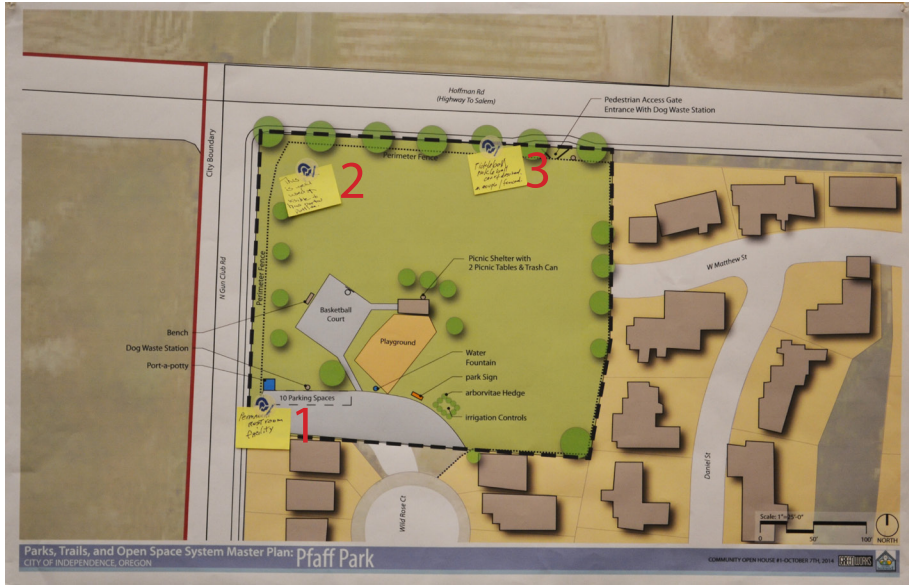 Hoffman Rd
(Highway To Salem)
Pedestrian Access Gate
Entrance With Dog Waste Station
City Boundary
Perimeter Fence
2
3
Perimeter Fence
N Gun Club Rd
W Matthew St
Picnic Shelter with
2 Picnic Tables & Trash Can
Basketball
Court
Bench
Playground
Dog Waste Station
Water
Fountain
Port-a-potty
park Sign
arborvitae Hedge
10 Parking Spaces
irrigation Controls
1
restroom
facility
Daniel St
Wild Rose Ct
Scale: 1"=25'-0"
0 50' 100'
NORTH
Parks, Trails, and Open Space System Master Plan: Pfaff Park
CITY OF INDEPENDENCE, OREGON
COMMUNITY OPEN HOUSE #1-OCTOBER 7TH, 2014